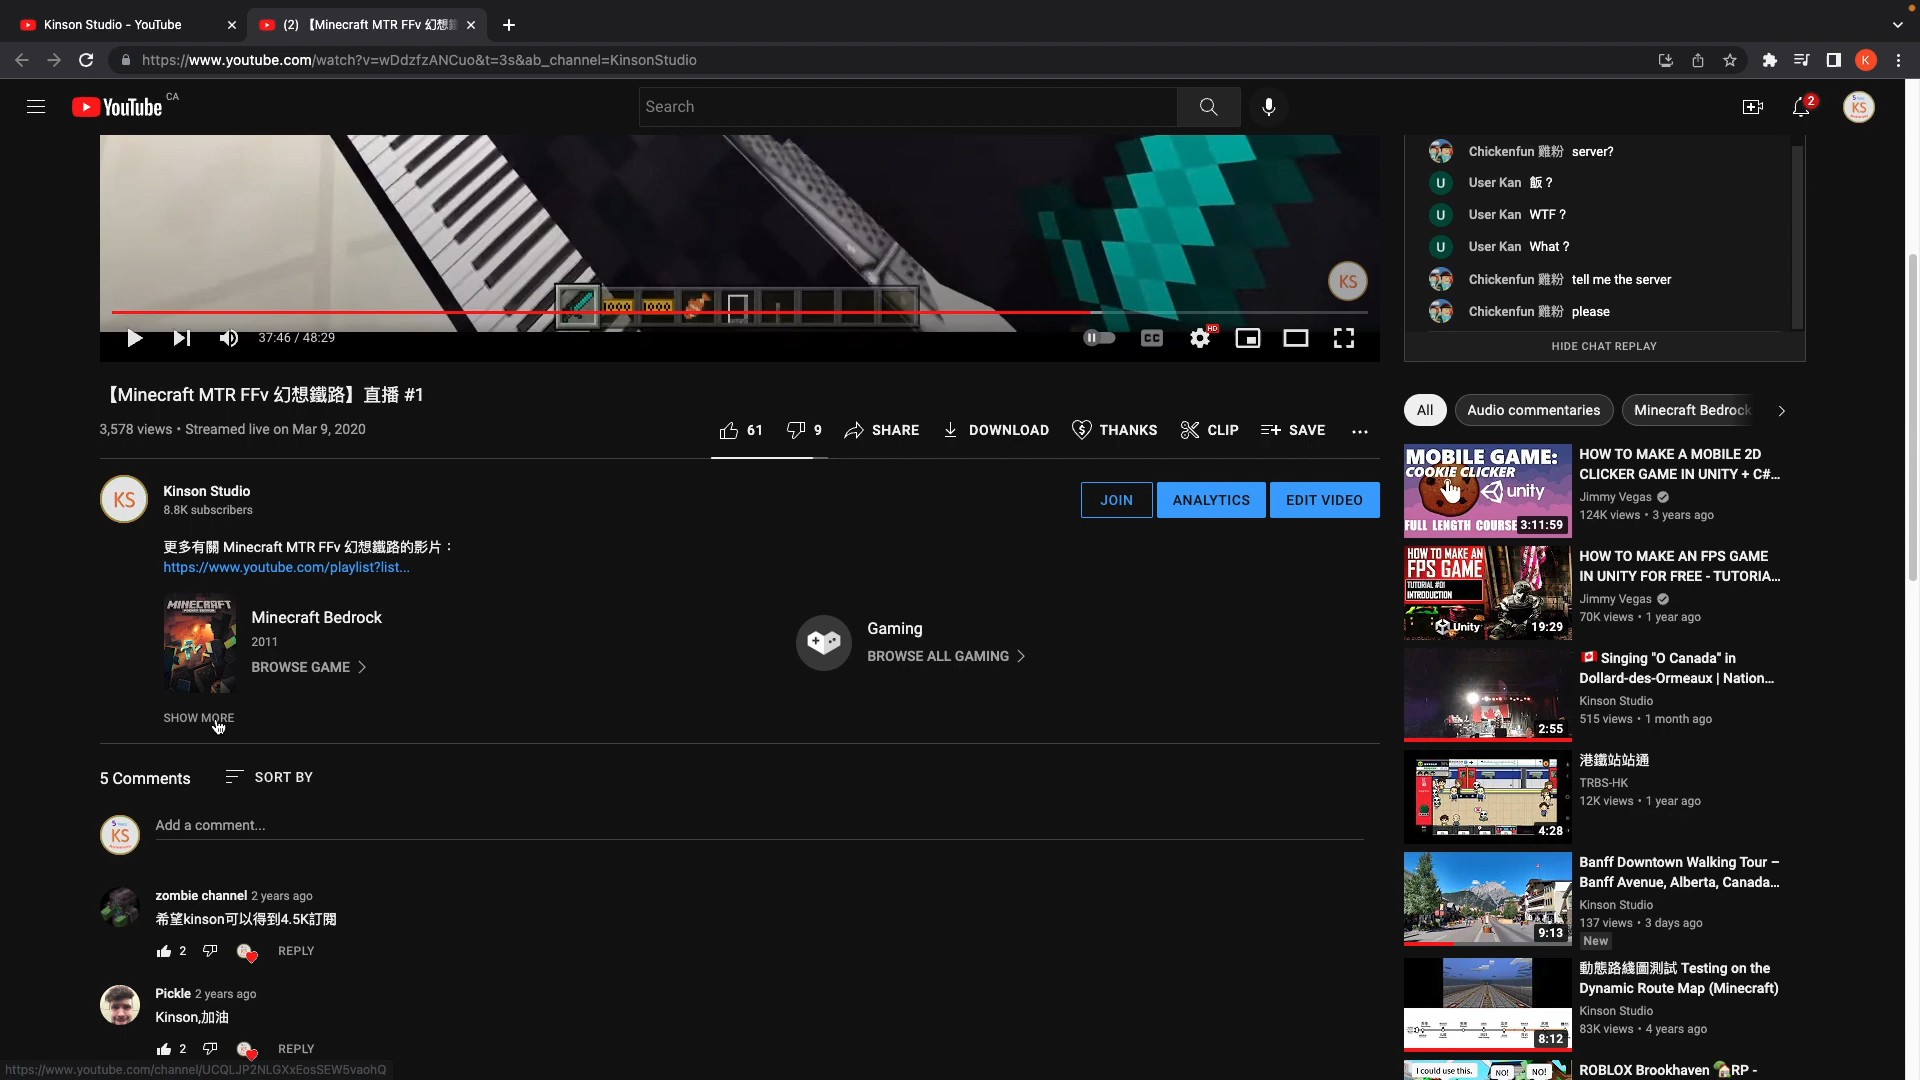 Kinson Studio - YouTube
(2) 【Minecraft MTR FFv 幻想鐵
https://www.youtube.com/watch?v=wDdzfzANCuo&t=3s&ab_channel=KinsonStudio
K
YouTube CA
Search
2
KS
KS
37:46 / 48:29
CC
HD
【Minecraft MTR FFv 幻想鐵路】直播 #1
3,578 views • Streamed live on Mar 9, 2020
61
9
SHARE
DOWNLOAD
THANKS
CLIP
SAVE
KS
Kinson Studio
8.8K subscribers
JOIN
ANALYTICS
EDIT VIDEO
更多有關 Minecraft MTR FFv 幻想鐵路的影片：
https://www.youtube.com/playlist?list...
MINECRAFT
Minecraft Bedrock
2011
BROWSE GAME
Gaming
BROWSE ALL GAMING
SHOW MORE
5 Comments
SORT BY
KS
Add a comment...
zombie channel 2 years ago
希望kinson可以得到4.5K訂閱
2
REPLY
Pickle 2 years ago
Kinson,加油
2
REPLY
https://www.youtube.com/channel/UCQLJP2NLGXxEosSEW5vaohQ
Chickenfun 雞粉 server?
U User Kan 飯？
U User Kan WTF？
U User Kan What？
Chickenfun 雞粉 tell me the server
Chickenfun 雞粉 please
HIDE CHAT REPLAY
All
Audio commentaries
Minecraft Bedrock
MOBILE GAME:
COOKIE CLICKER
unity
FULL LENGTH COURSE
3:11:59
HOW TO MAKE A MOBILE 2D
CLICKER GAME IN UNITY + C#...
Jimmy Vegas
124K views • 3 years ago
HOW TO MAKE AN
FPS GAME
TUTORIAL #01
INTRODUCTION
Unity
19:29
HOW TO MAKE AN FPS GAME
IN UNITY FOR FREE - TUTORIA...
Jimmy Vegas
70K views • 1 year ago
2:55
🇨🇦 Singing "O Canada" in
Dollard-des-Ormeaux | Nation...
Kinson Studio
515 views • 1 month ago
4:28
港鐵站站通
TRBS-HK
12K views • 1 year ago
9:13
Banff Downtown Walking Tour –
Banff Avenue, Alberta, Canada...
Kinson Studio
137 views • 3 days ago
New
8:12
動態路綫圖測試 Testing on the
Dynamic Route Map (Minecraft)
Kinson Studio
83K views • 4 years ago
I could use this.
NO!
NO!
ROBLOX Brookhaven 🏡RP -